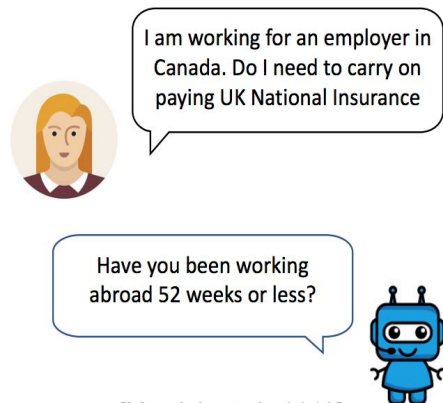 I am working for an employer in
Canada. Do I need to carry on
paying UK National Insurance
Have you been working
abroad 52 weeks or less?